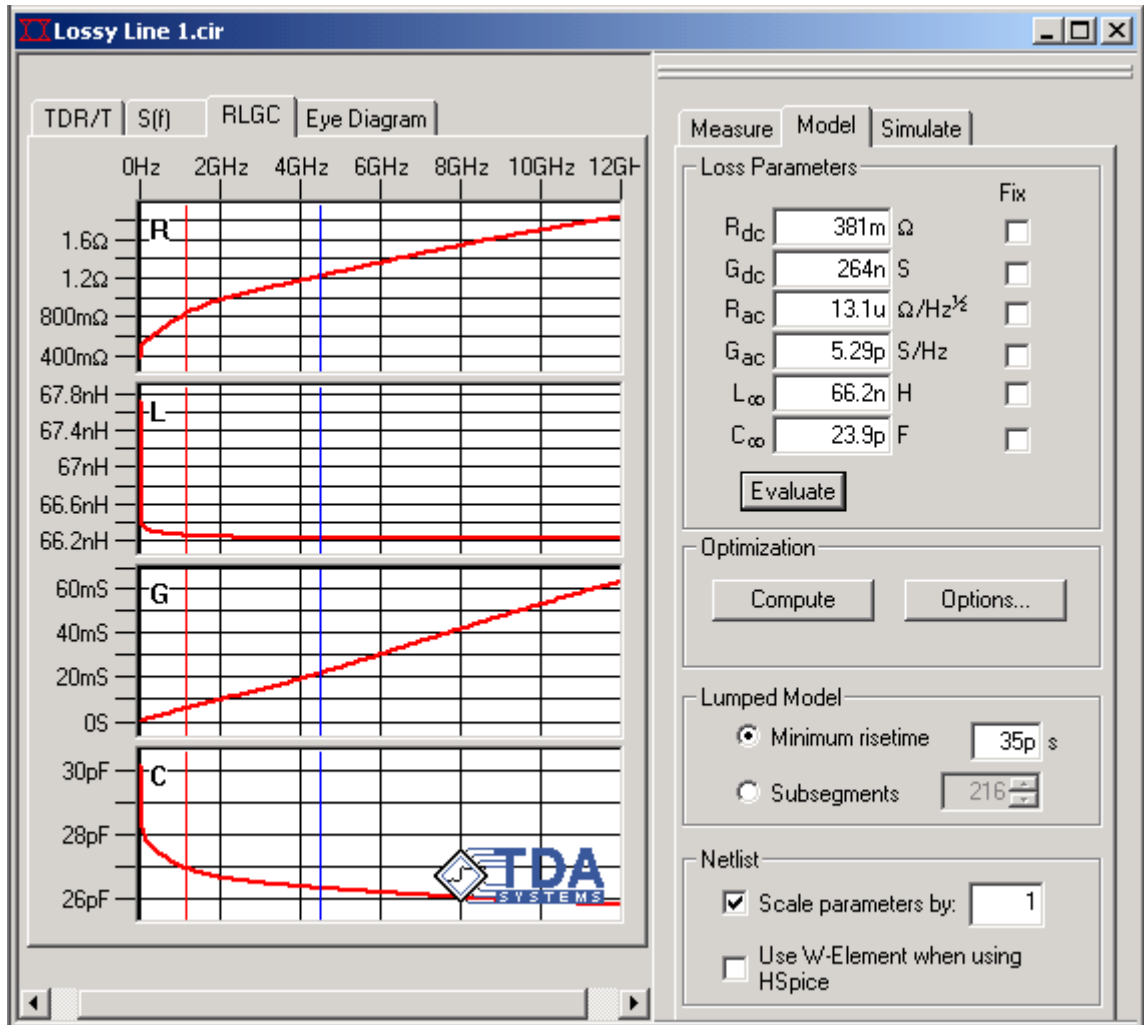 Lossy Line 1.cir
TDR/T
S(f)
RLGC
Eye Diagram
0Hz 2GHz 4GHz 6GHz 8GHz 10GHz 12GH
R
1.6Ω
1.2Ω
800mΩ
400mΩ
L
67.8nH
67.4nH
67nH
66.6nH
66.2nH
G
60mS
40mS
20mS
0S
C
30pF
28pF
26pF
TDA
SYSTEMS
Measure
Model
Simulate
Loss Parameters
Fix
Rdc 381m Ω
Gdc 264n S
Rac 13.1u Ω/Hz½
Gac 5.29p S/Hz
L∞ 66.2n H
C∞ 23.9p F
Evaluate
Optimization
Compute
Options...
Lumped Model
Minimum risetime 35p s
Subsegments 216
Netlist
Scale parameters by: 1
Use W-Element when using
HSpice